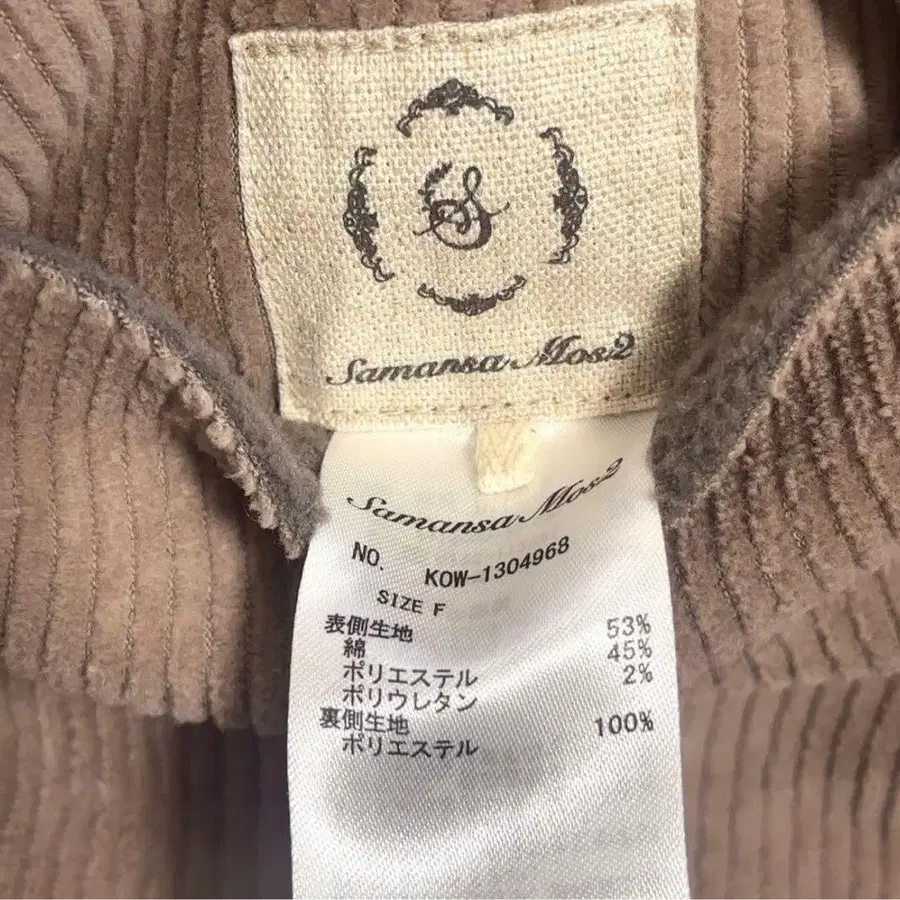 S
Samansa Mos2
Samansa Mos2
NO. KOW-1304968
SIZE F
表側生地
綿 53%
ポリエステル 45%
ポリウレタン 2%
裏側生地
ポリエステル 100%